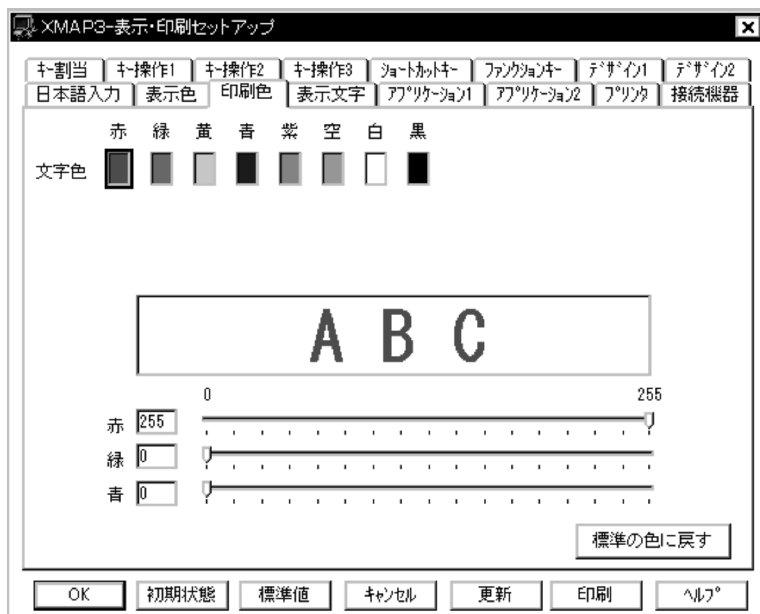 XMAP3-表示・印刷セットアップ
ｷｰ割当 ｷｰ操作1 ｷｰ操作2 ｷｰ操作3 ｼｮｰﾄｶｯﾄｷｰ ﾌｧﾝｸｼｮﾝｷｰ ﾃﾞｻﾞｲﾝ1 ﾃﾞｻﾞｲﾝ2
日本語入力 表示色 印刷色 表示文字 ｱﾌﾟﾘｹｰｼｮﾝ1 ｱﾌﾟﾘｹｰｼｮﾝ2 ﾌﾟﾘﾝﾀ 接続機器
赤 緑 黄 青 紫 空 白 黒
文字色
A B C
0 255
赤 255
緑 0
青 0
標準の色に戻す
OK 初期状態 標準値 ｷｬﾝｾﾙ 更新 印刷 ﾍﾙﾌﾟ